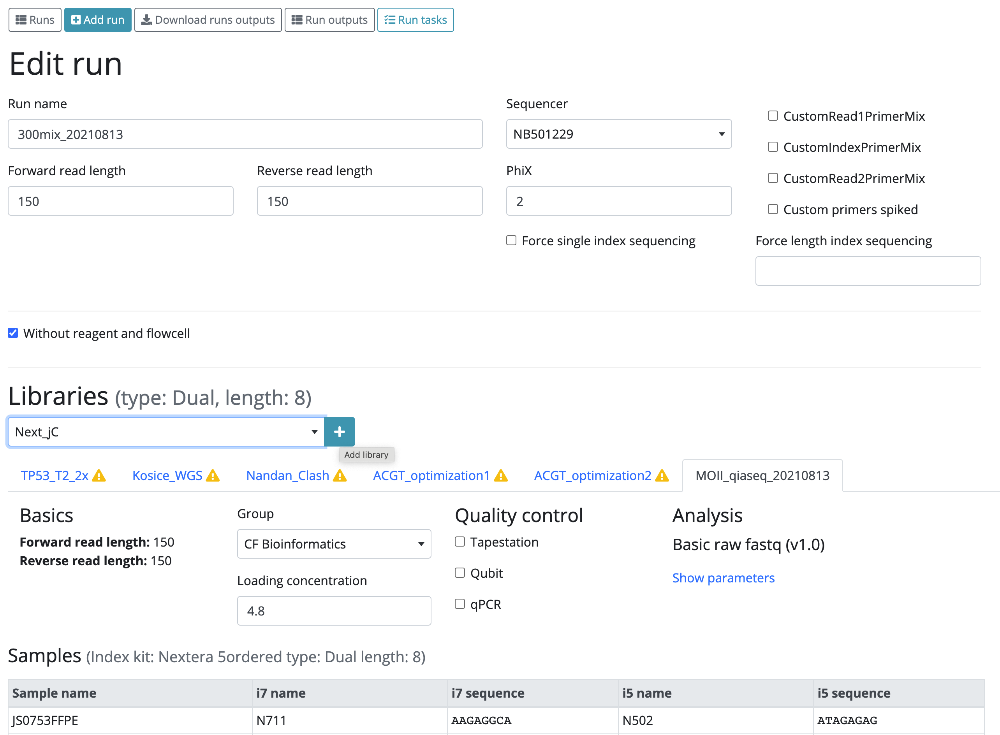 Runs Add run Download runs outputs Run outputs Run tasks
Edit run
Run name
300mix_20210813
Sequencer
NB501229
CustomRead1PrimerMix
CustomIndexPrimerMix
CustomRead2PrimerMix
Custom primers spiked
Forward read length
150
Reverse read length
150
PhiX
2
Force single index sequencing
Force length index sequencing
Without reagent and flowcell
Libraries (type: Dual, length: 8)
Next_jC
Add library
TP53_T2_2x Kosice_WGS Nandan_Clash ACGT_optimization1 ACGT_optimization2 MOII_qiaseq_20210813
Basics
Forward read length: 150
Reverse read length: 150
Group
CF Bioinformatics
Loading concentration
4.8
Quality control
Tapestation
Qubit
qPCR
Analysis
Basic raw fastq (v1.0)
Show parameters
Samples (Index kit: Nextera 5ordered type: Dual length: 8)
Sample name i7 name i7 sequence i5 name i5 sequence
JS0753FFPE N711 AAGAGGCA N502 ATAGAGAG